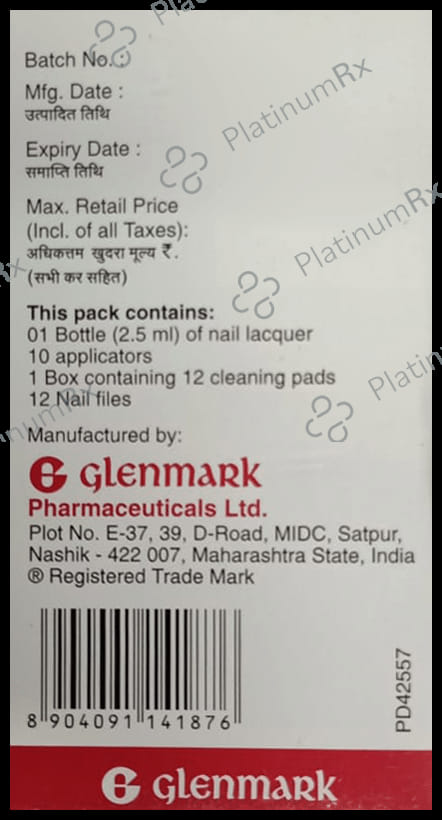 Batch No. :
Mfg. Date :
उत्पादित तिथि
Expiry Date :
समाप्ति तिथि
Max. Retail Price
(Incl. of all Taxes):
अधिकतम खुदरा मूल्य ₹.
(सभी कर सहित)
This pack contains:
01 Bottle (2.5 ml) of nail lacquer
10 applicators
1 Box containing 12 cleaning pads
12 Nail files
Manufactured by:
glenmark
Pharmaceuticals Ltd.
Plot No. E-37, 39, D-Road, MIDC, Satpur,
Nashik - 422 007, Maharashtra State, India
® Registered Trade Mark
8 904091 141876
PD42557
glenmark
PlatinumRx
PlatinumRx
PlatinumRx